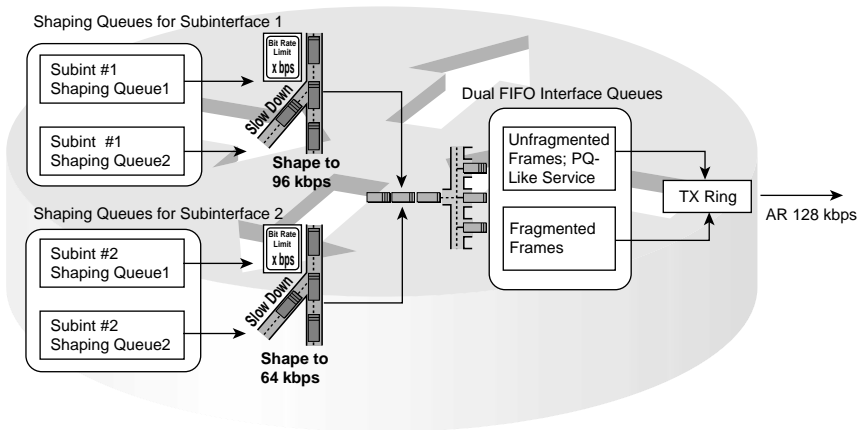 Shaping Queues for Subinterface 1
Subint #1
Shaping Queue1
Subint #1
Shaping Queue2
Bit Rate
Limit
x bps
Slow Down
Shape to
96 kbps
Shaping Queues for Subinterface 2
Subint #2
Shaping Queue1
Subint #2
Shaping Queue2
Bit Rate
Limit
x bps
Slow Down
Shape to
64 kbps
Dual FIFO Interface Queues
Unfragmented
Frames; PQ-
Like Service
Fragmented
Frames
TX Ring
AR 128 kbps